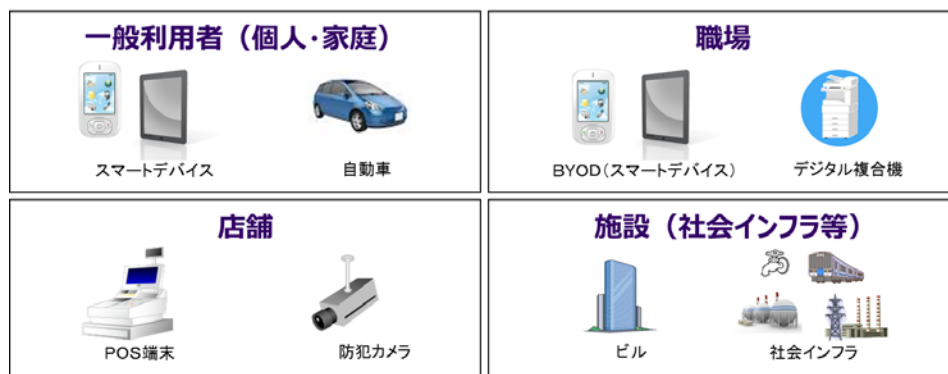 一般利用者（個人・家庭）
スマートデバイス
自動車
職場
BYOD（スマートデバイス）
デジタル複合機
店舗
POS端末
防犯カメラ
施設（社会インフラ等）
ビル
社会インフラ